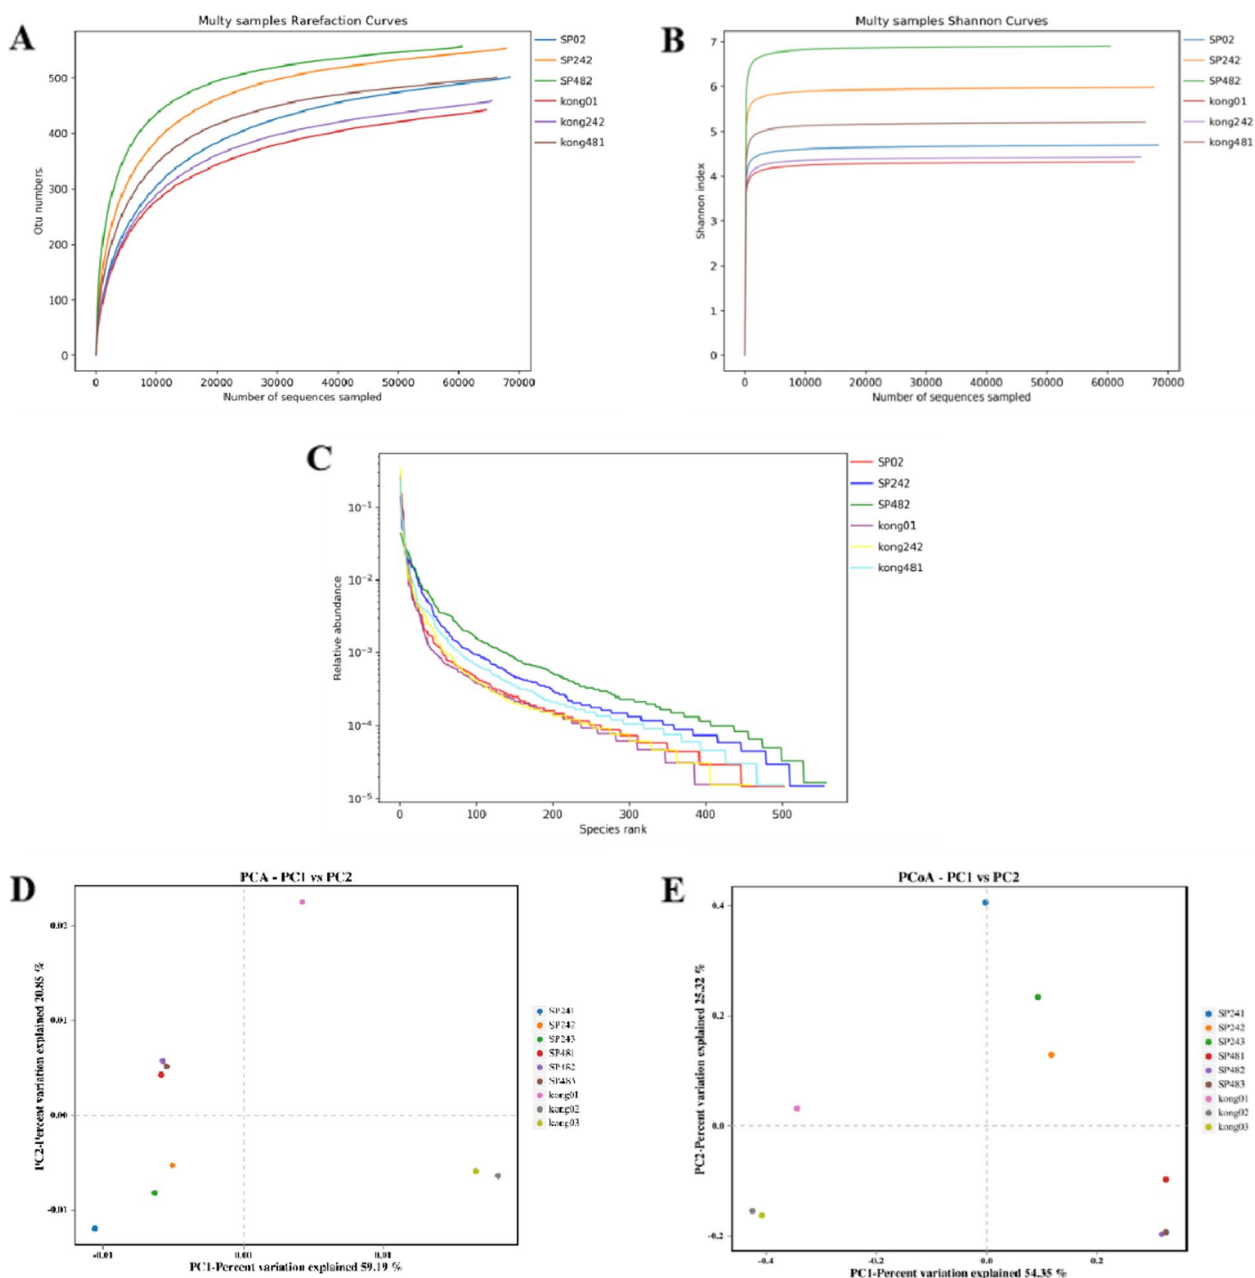 A
Multy samples Rarefaction Curves
Otu numbers
500
400
300
200
100
0
0 10000 20000 30000 40000 50000 60000 70000
Number of sequences sampled
SP02
SP242
SP482
kong01
kong242
kong481
B
Multy samples Shannon Curves
Shannon index
7
6
5
4
3
2
1
0
0 10000 20000 30000 40000 50000 60000 70000
Number of sequences sampled
SP02
SP242
SP482
kong01
kong242
kong481
C
Relative abundance
10⁻¹
10⁻²
10⁻³
10⁻⁴
10⁻⁵
0 100 200 300 400 500
Species rank
SP02
SP242
SP482
kong01
kong242
kong481
D
PCA - PC1 vs PC2
PC2-Percent variation explained 20.85 %
0.02
0.01
0.00
-0.01
-0.01 0.00 0.01
PC1-Percent variation explained 59.19 %
SP241
SP242
SP243
SP481
SP482
SP483
kong01
kong02
kong03
E
PCoA - PC1 vs PC2
PC2-Percent variation explained 25.32 %
0.4
0.2
0.0
-0.2
-0.4 -0.2 0.0 0.2
PC1-Percent variation explained 54.35 %
SP241
SP242
SP243
SP481
SP482
SP483
kong01
kong02
kong03